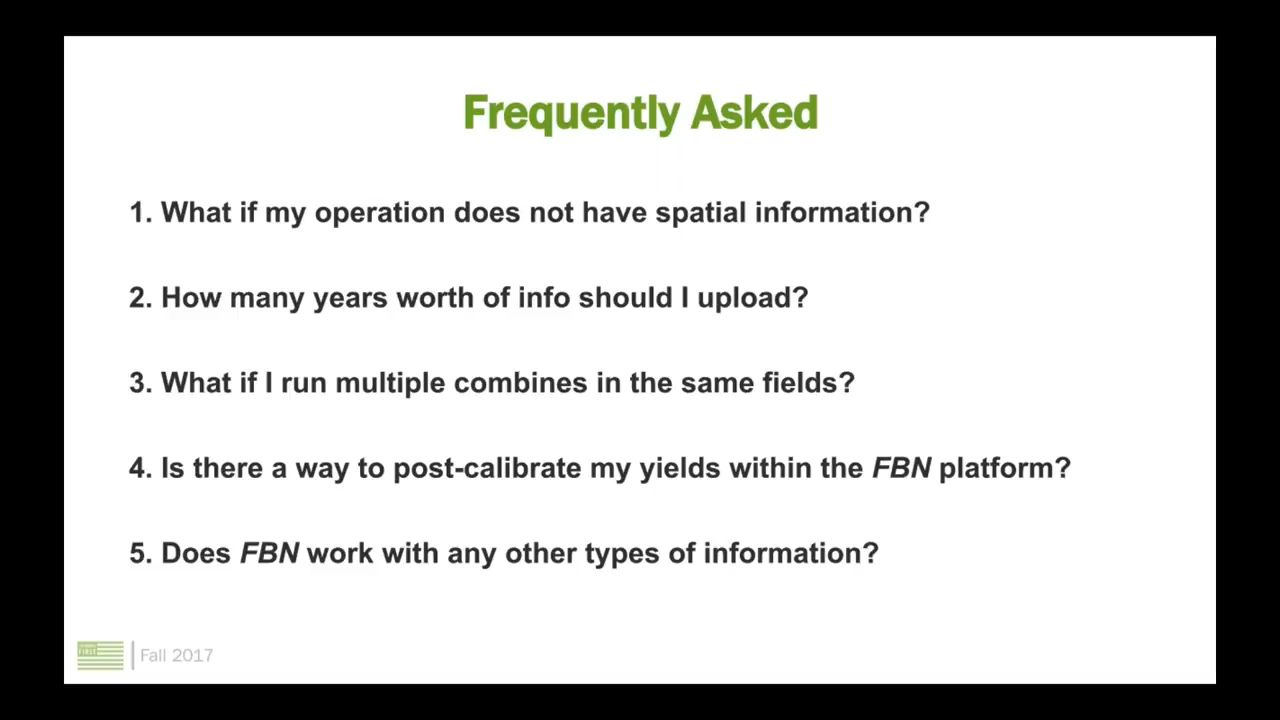 Frequently Asked
1. What if my operation does not have spatial information?
2. How many years worth of info should I upload?
3. What if I run multiple combines in the same fields?
4. Is there a way to post-calibrate my yields within the FBN platform?
5. Does FBN work with any other types of information?
Fall 2017